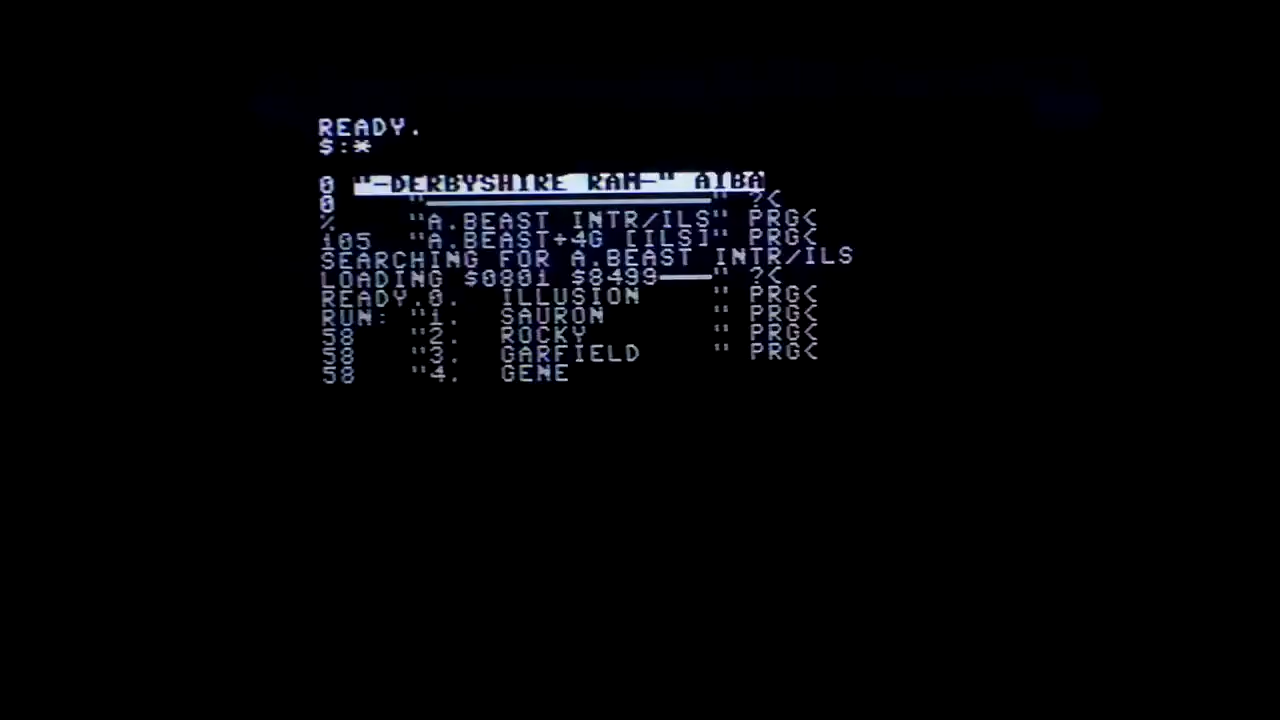 READY.
$:*
0 "-DERBYSHIRE RAM-" AIBA
0 "————————————————" ?<
% "A.BEAST INTR/ILS" PRG<
105 "A.BEAST+4G [ILS]" PRG<
SEARCHING FOR A.BEAST INTR/ILS
LOADING $0801 $8499———" ?<
READY.0. ILLUSION " PRG<
RUN: "1. SAURON " PRG<
58 "2. ROCKY " PRG<
58 "3. GARFIELD " PRG<
58 "4. GENE